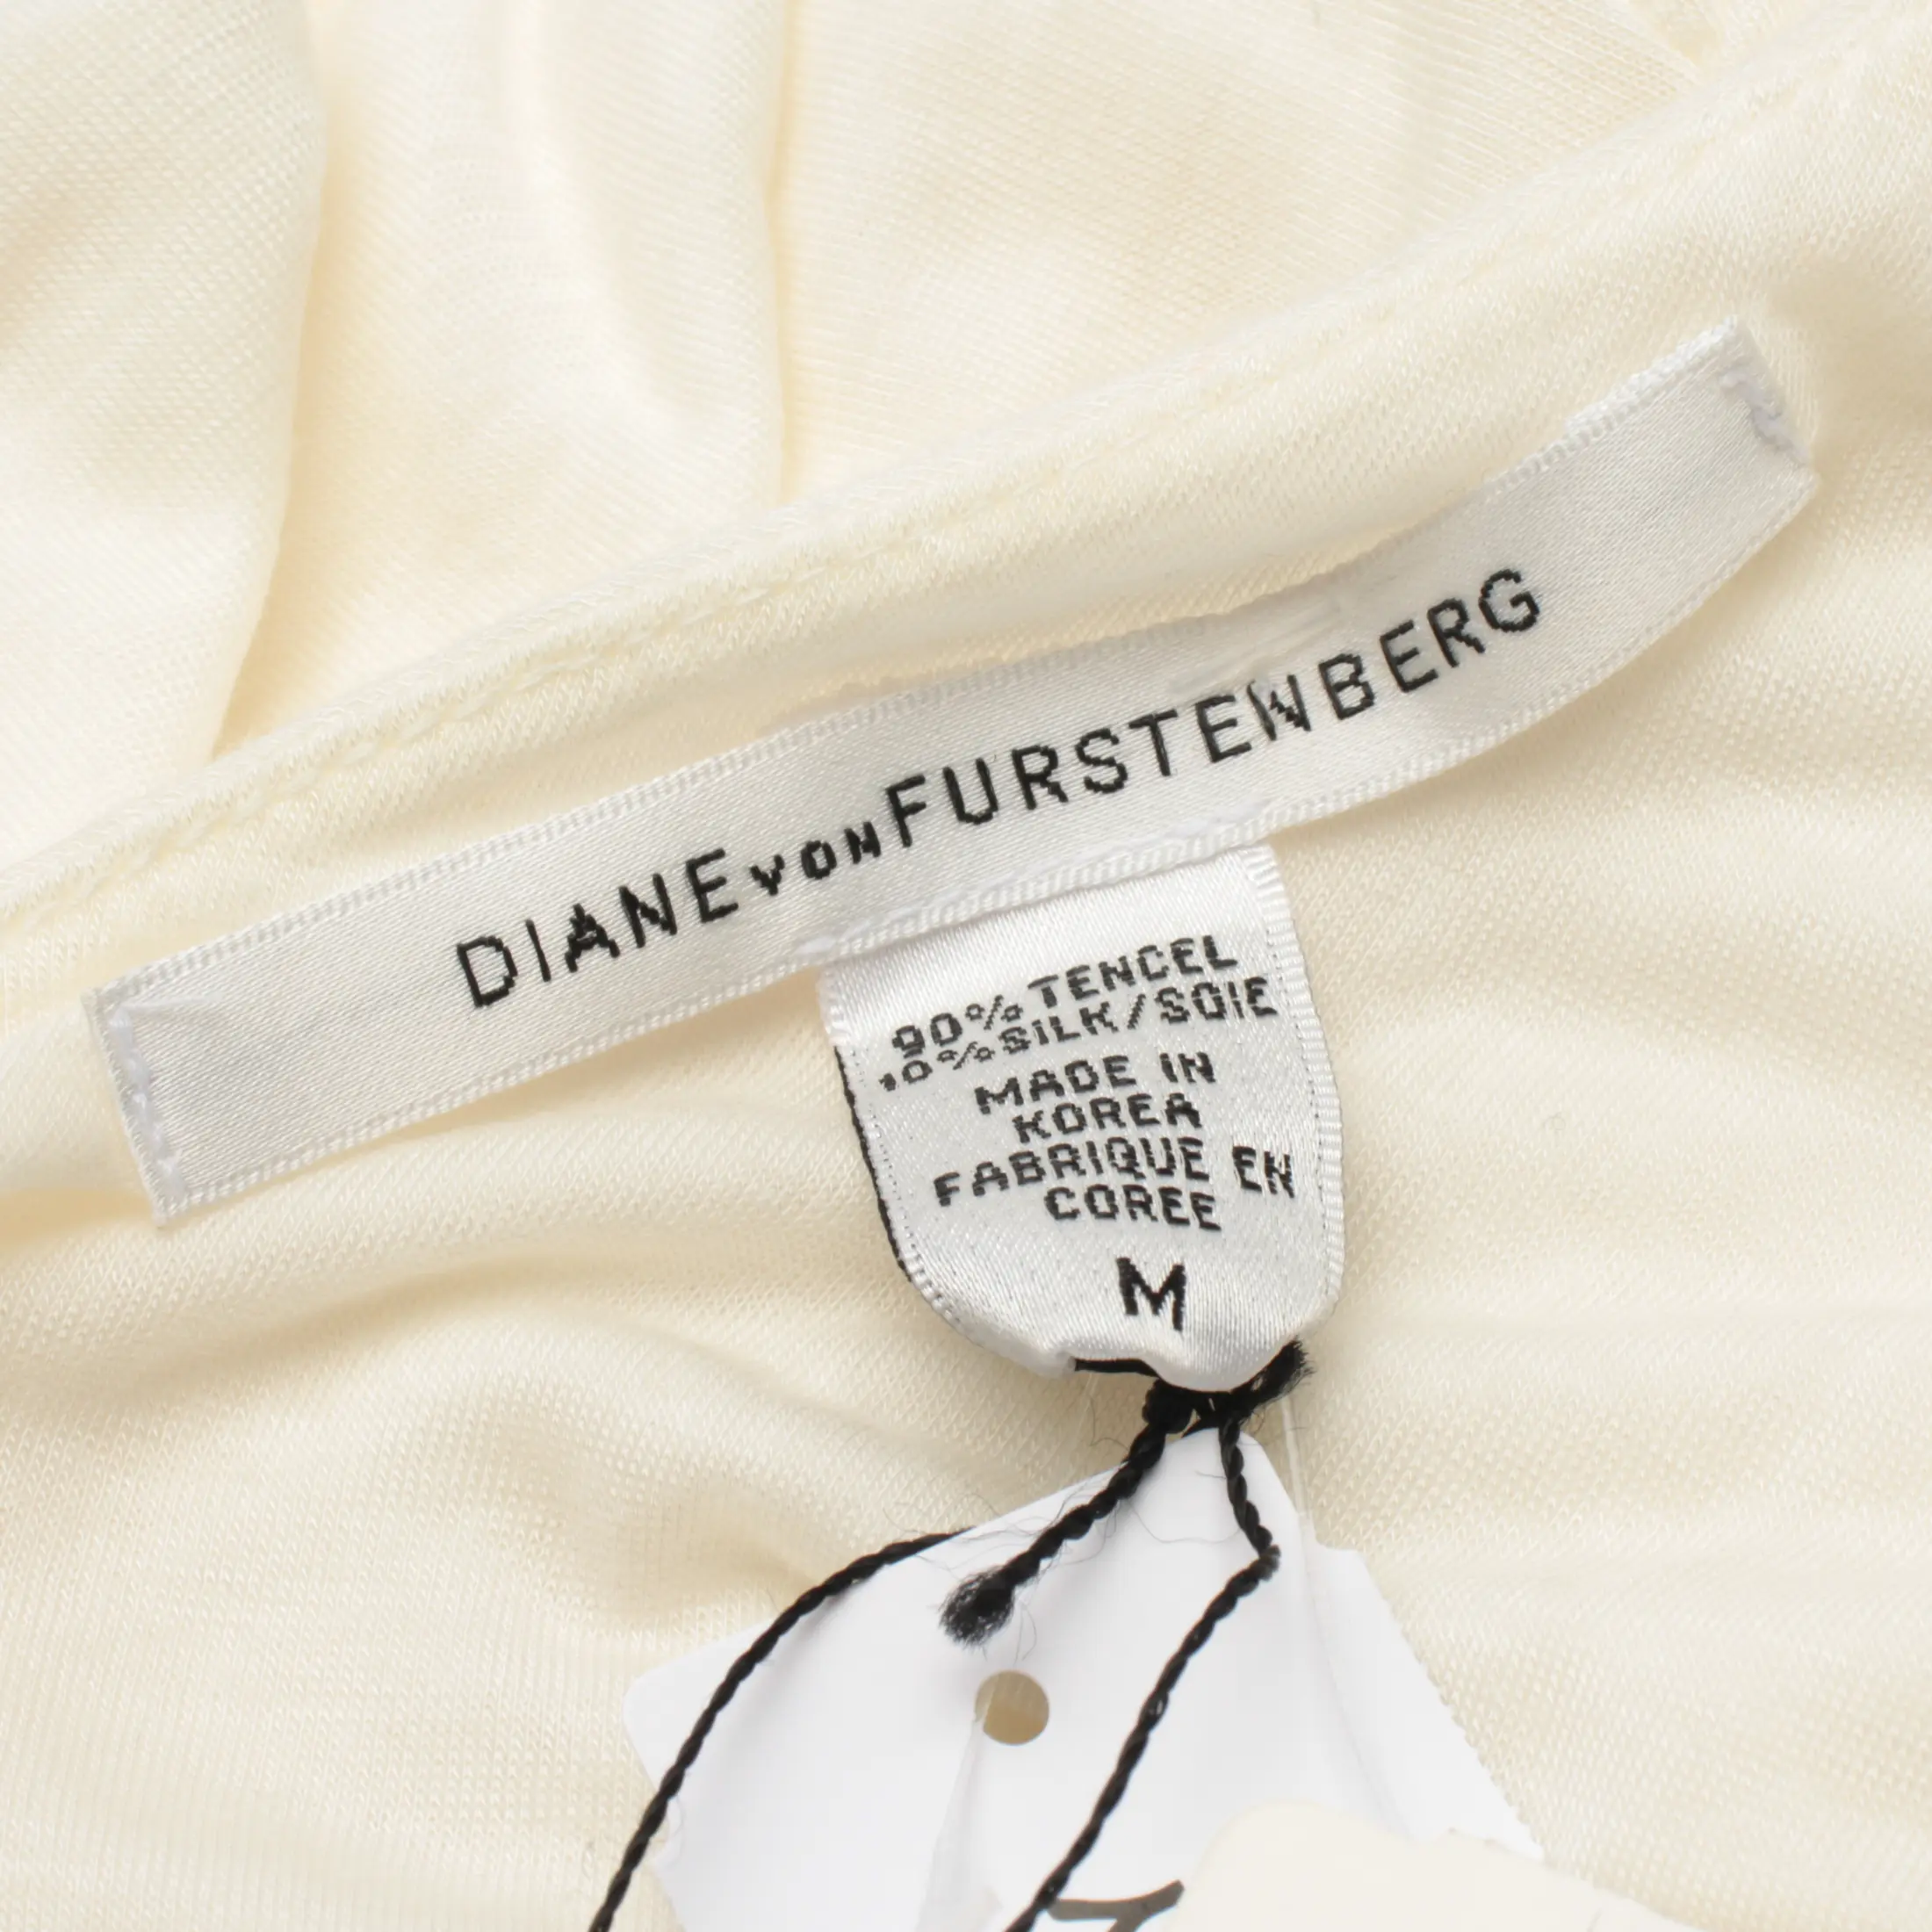 DIANE VON FURSTENBERG
90% TENCEL
10% SILK/SOIE
MADE IN
KOREA
FABRIQUE EN
COREE
M